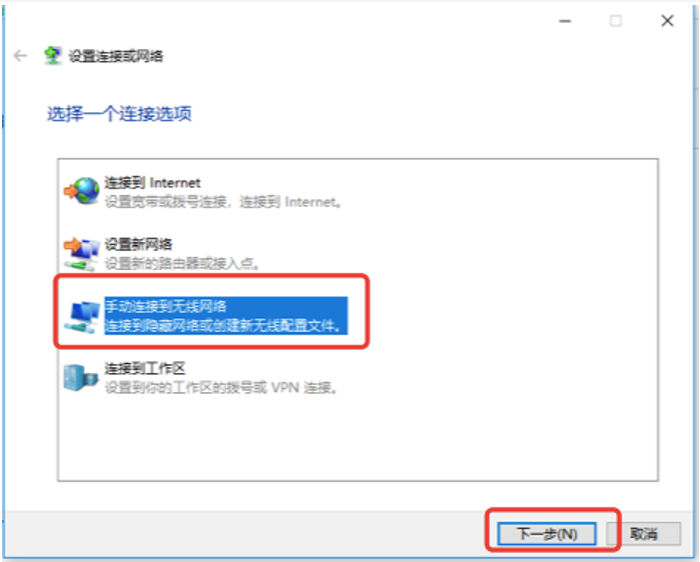 设置连接或网络
选择一个连接选项
连接到 Internet
设置宽带或拨号连接，连接到 Internet。
设置新网络
设置新的路由器或接入点。
手动连接到无线网络
连接到隐藏网络或创建新无线配置文件。
连接到工作区
设置到你的工作区的拨号或 VPN 连接。
下一步(N)
取消